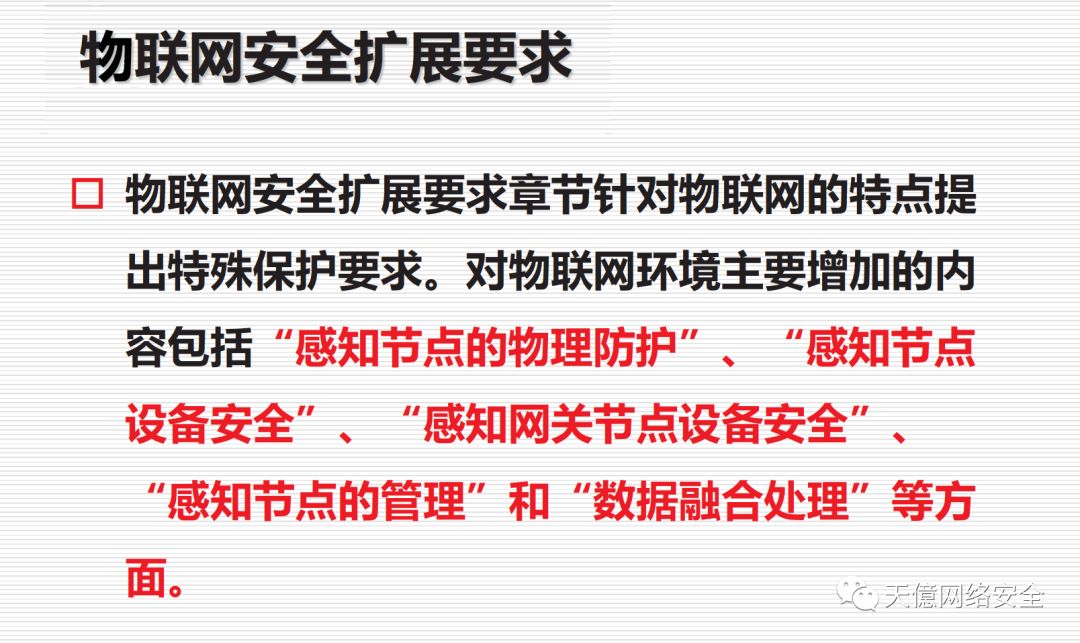 物联网安全扩展要求
物联网安全扩展要求章节针对物联网的特点提
出特殊保护要求。对物联网环境主要增加的内
容包括“感知节点的物理防护”、“感知节点
设备安全”、“感知网关节点设备安全”、
“感知节点的管理”和“数据融合处理”等方
面。
天億网络安全